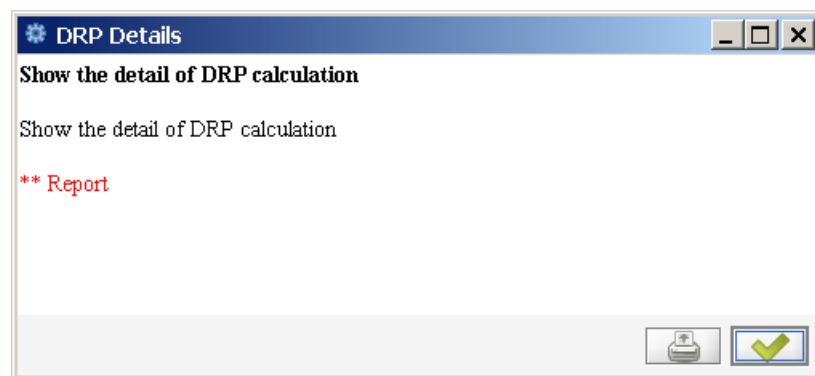 DRP Details
Show the detail of DRP calculation
Show the detail of DRP calculation
** Report